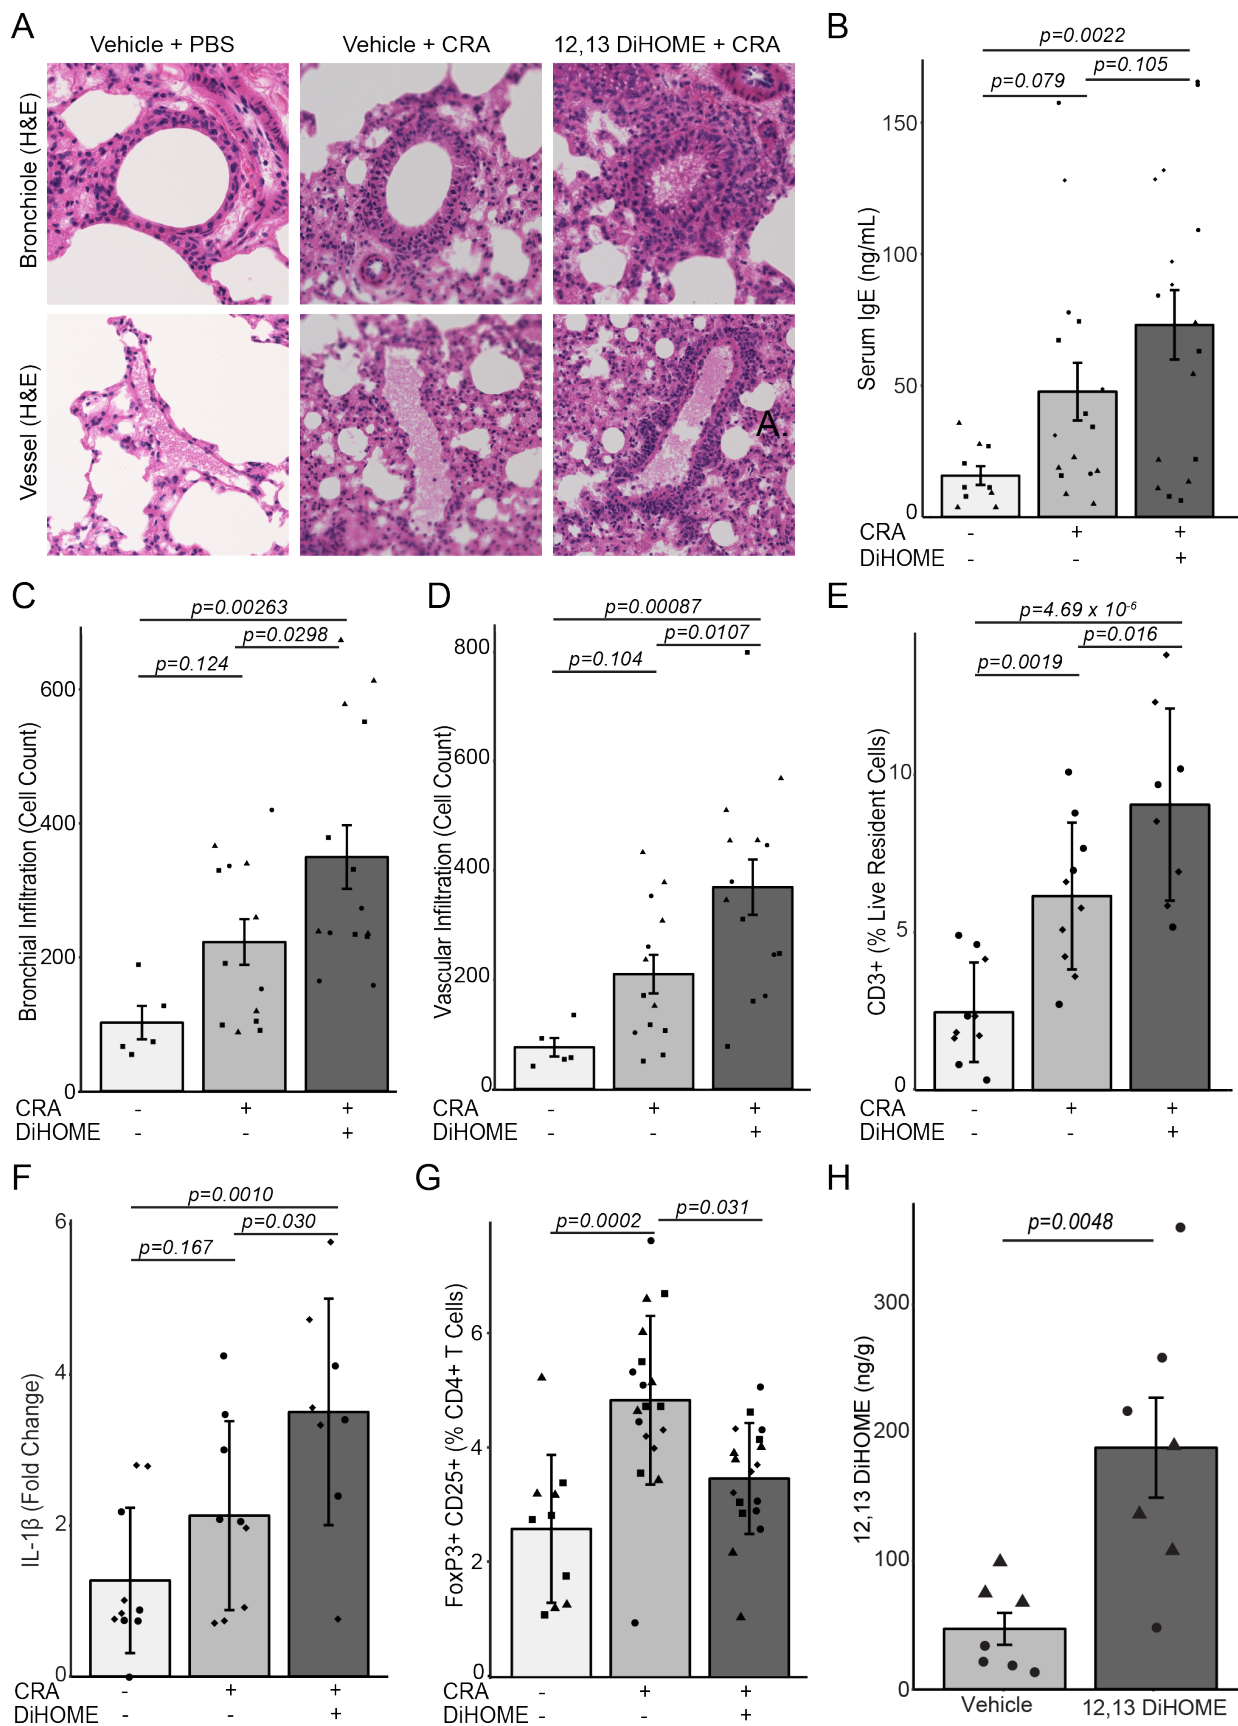 A
Vehicle + PBS
Vehicle + CRA
12,13 DiHOME + CRA
Bronchiole (H&E)
Vessel (H&E)
A
B
p=0.0022
p=0.105
p=0.079
Serum IgE (ng/mL)
150
100
50
0
CRA - + +
DiHOME - - +
C
p=0.00263
p=0.0298
p=0.124
Bronchial Infiltration (Cell Count)
600
400
200
0
CRA - + +
DiHOME - - +
D
p=0.00087
p=0.0107
p=0.104
Vascular Infiltration (Cell Count)
800
600
400
200
0
CRA - + +
DiHOME - - +
E
p=4.69 x 10⁻⁶
p=0.016
p=0.0019
CD3+ (% Live Resident Cells)
10
5
0
CRA - + +
DiHOME - - +
F
p=0.0010
p=0.030
p=0.167
IL-1β (Fold Change)
6
4
2
0
CRA - + +
DiHOME - - +
G
p=0.0002
p=0.031
FoxP3+ CD25+ (% CD4+ T Cells)
6
4
2
0
CRA - + +
DiHOME - - +
H
p=0.0048
12,13 DiHOME (ng/g)
300
200
100
0
Vehicle
12,13 DiHOME